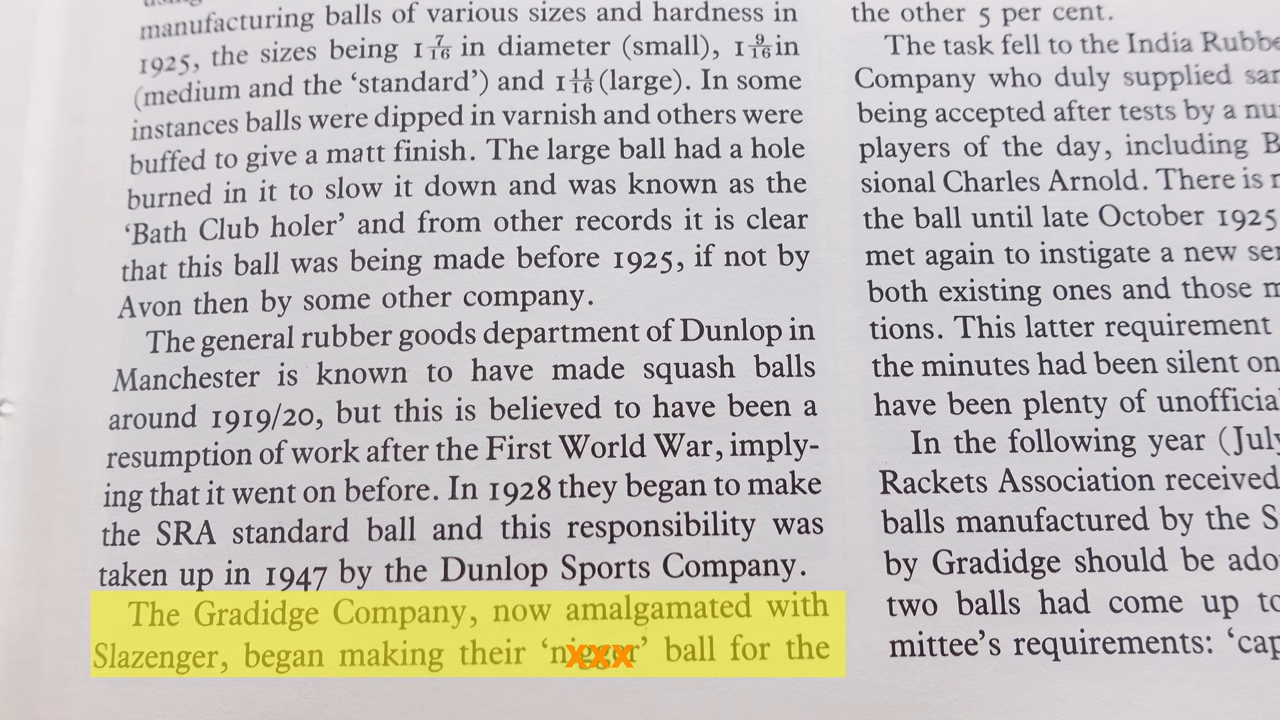 manufacturing balls of various sizes and hardness in
1925, the sizes being 1 7/16 in diameter (small), 1 9/16 in
(medium and the ‘standard’) and 1 11/16 (large). In some
instances balls were dipped in varnish and others were
buffed to give a matt finish. The large ball had a hole
burned in it to slow it down and was known as the
‘Bath Club holer’ and from other records it is clear
that this ball was being made before 1925, if not by
Avon then by some other company.
The general rubber goods department of Dunlop in
Manchester is known to have made squash balls
around 1919/20, but this is believed to have been a
resumption of work after the First World War, imply-
ing that it went on before. In 1928 they began to make
the SRA standard ball and this responsibility was
taken up in 1947 by the Dunlop Sports Company.
The Gradidge Company, now amalgamated with
Slazenger, began making their ‘nxxxr’ ball for the
the other 5 per cent.
The task fell to the India Rubbe
Company who duly supplied sar
being accepted after tests by a nu
players of the day, including B
sional Charles Arnold. There is
the ball until late October 1925
met again to instigate a new ser
both existing ones and those m
tions. This latter requirement
the minutes had been silent on
have been plenty of unofficia
In the following year (July
Rackets Association received
balls manufactured by the S
by Gradidge should be ado
two balls had come up to
mittee’s requirements: ‘cap